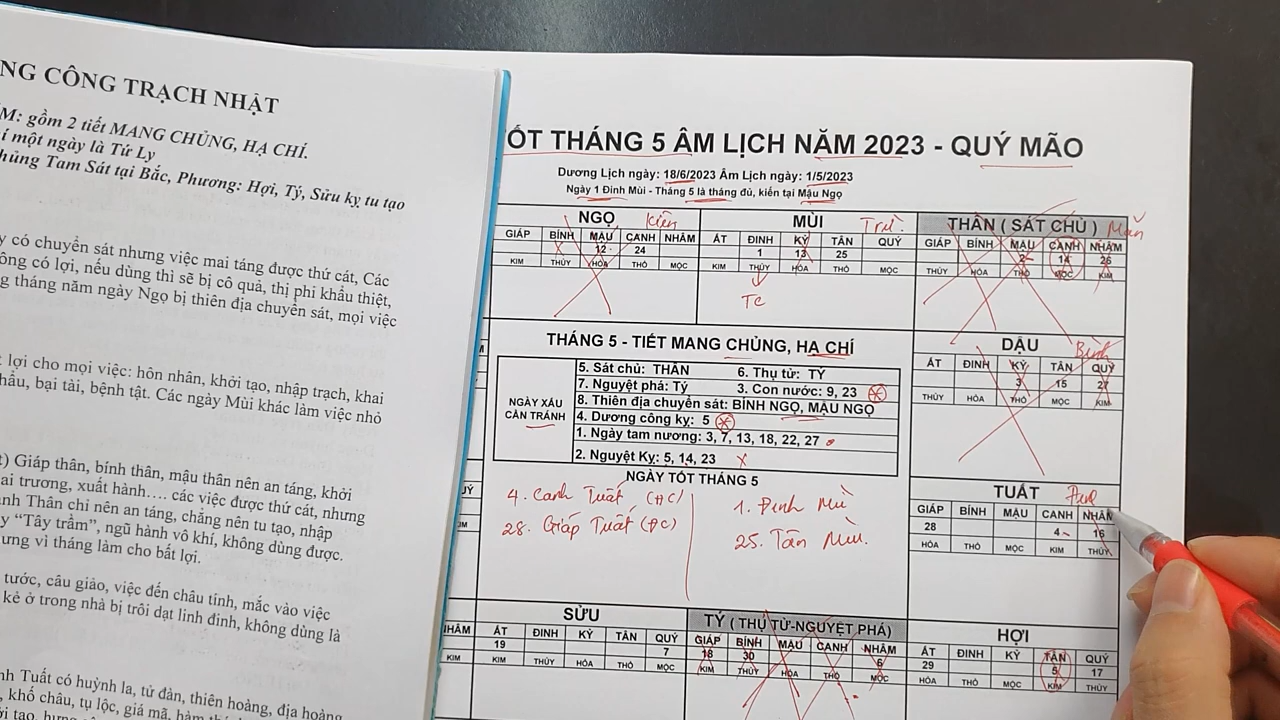 NG CÔNG TRẠCH NHẬT
M: gồm 2 tiết MANG CHỦNG, HẠ CHÍ.
í một ngày là Tứ Ly
hủng Tam Sát tại Bắc, Phương: Hợi, Tý, Sửu kỵ tu tạo
y có chuyển sát nhưng việc mai táng được thứ cát, Các
ông có lợi, nếu dùng thì sẽ bị cô quả, thị phi khẩu thiệt,
g tháng năm ngày Ngọ bị thiên địa chuyển sát, mọi việc
lợi cho mọi việc: hôn nhân, khởi tạo, nhập trạch, khai
hầu, bại tài, bệnh tật. Các ngày Mùi khác làm việc nhỏ
t) Giáp thân, bính thân, mậu thân nên an táng, khởi
ai trương, xuất hành…. các việc được thứ cát, nhưng
nh Thân chỉ nên an táng, chẳng nên tu tạo, nhập
y “Tây trầm”, ngũ hành vô khí, không dùng được.
ưng vì tháng làm cho bất lợi.
tước, câu giảo, việc đến châu tính, mắc vào việc
kẻ ở trong nhà bị trôi dạt linh đinh, không dùng là
nh Tuất có huỳnh la, tử đàn, thiên hoàng, địa hoàng
, khố châu, tụ lộc, giá mã, hàm thá
ỐT THÁNG 5 ÂM LỊCH NĂM 2023 - QUÝ MÃO
Dương Lịch ngày: 18/6/2023 Âm Lịch ngày: 1/5/2023
Ngày 1 Đinh Mùi - Tháng 5 là tháng đủ, kiến tại Mậu Ngọ
NGỌ Kiên
GIÁP BÍNH MẬU CANH NHÂM
12 24
KIM THỦY HỎA THỔ MỘC
MÙI Trừ
ẤT ĐINH KỶ TÂN QUÝ
1 13 25
KIM THỦY HỎA THỔ MỘC
TC
THÂN ( SÁT CHỦ ) Mãn
GIÁP BÍNH MẬU CANH NHÂM
2 14 26
THỦY HỎA THỔ MỘC KIM
THÁNG 5 - TIẾT MANG CHỦNG, HẠ CHÍ
NGÀY XẤU
CẦN TRÁNH
5. Sát chủ: THÂN 6. Thụ tử: TÝ
7. Nguyệt phá: Tý 3. Con nước: 9, 23
8. Thiên địa chuyển sát: BÍNH NGỌ, MẬU NGỌ
4. Dương công kỵ: 5
1. Ngày tam nương: 3, 7, 13, 18, 22, 27
2. Nguyệt Kỵ: 5, 14, 23
DẬU Bình
ẤT ĐINH KỶ TÂN QUÝ
3 15 27
THỦY HỎA THỔ MỘC KIM
NGÀY TỐT THÁNG 5
4. Canh Tuất (HC)
28. Giáp Tuất (HC)
1. Đinh Mùi
25. Tân Mùi.
TUẤT
GIÁP BÍNH MẬU CANH NHÂM
28 4 16
HỎA THỔ MỘC KIM THỦY
UÝ
IM
HÂM
KIM
SỬU
ẤT ĐINH KỶ TÂN QUÝ
19 7
KIM THỦY HỎA THỔ MỘC
TÝ ( THỤ TỬ-NGUYỆT PHÁ)
GIÁP BÍNH MẬU CANH NHÂM
18 30 6
KIM THỦY HỎA THỔ MỘC
HỢI
ẤT ĐINH KỶ TÂN QUÝ
29 5 17
HỎA THỔ MỘC KIM THỦY